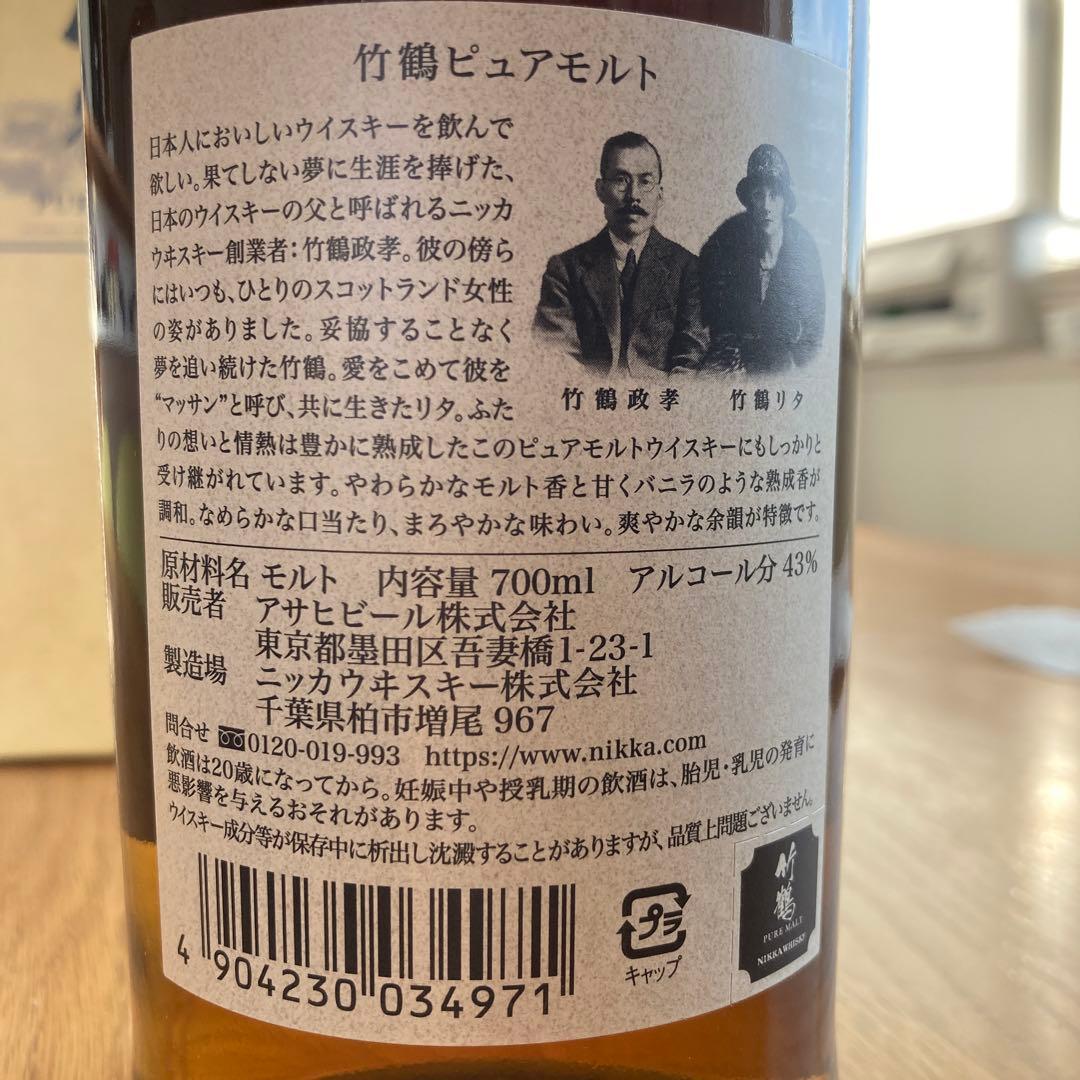 竹鶴ピュアモルト
日本人においしいウイスキーを飲んで
欲しい。果てしない夢に生涯を捧げた、
日本のウイスキーの父と呼ばれるニッカ
ウヰスキー創業者：竹鶴政孝。彼の傍ら
にはいつも、ひとりのスコットランド女性
の姿がありました。妥協することなく
夢を追い続けた竹鶴。愛をこめて彼を
“マッサン”と呼び、共に生きたリタ。ふた
りの想いと情熱は豊かに熟成したこのピュアモルトウイスキーにもしっかりと
受け継がれています。やわらかなモルト香と甘くバニラのような熟成香が
調和。なめらかな口当たり、まろやかな味わい。爽やかな余韻が特徴です。
竹鶴政孝 竹鶴リタ
原材料名 モルト 内容量 700ml アルコール分 43%
販売者 アサヒビール株式会社
東京都墨田区吾妻橋1-23-1
製造場 ニッカウヰスキー株式会社
千葉県柏市増尾 967
問合せ 0120-019-993 https://www.nikka.com
飲酒は20歳になってから。妊娠中や授乳期の飲酒は、胎児・乳児の発育に
悪影響を与えるおそれがあります。
ウイスキー成分等が保存中に析出し沈澱することがありますが、品質上問題ございません。
4 904230 034971
プラ
キャップ
竹鶴
PURE MALT
NIKKA WHISKY